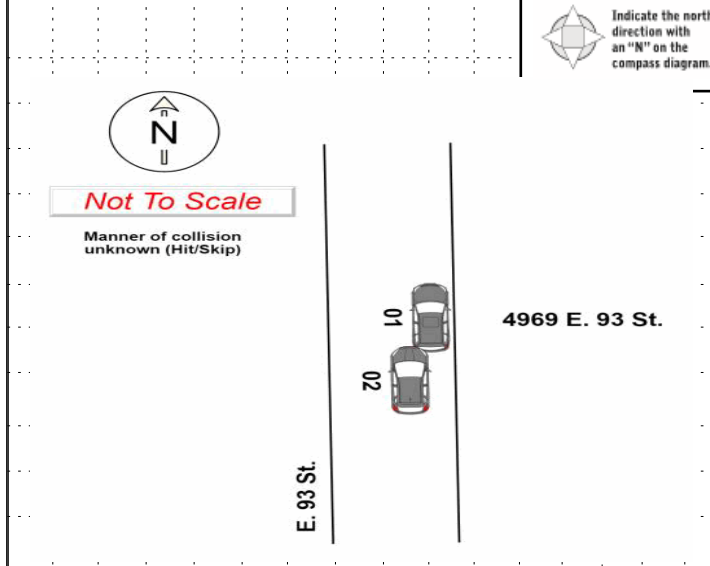 Indicate the north
direction with
an "N" on the
compass diagram.
N
Not To Scale
Manner of collision
unknown (Hit/Skip)
01
4969 E. 93 St.
02
E. 93 St.